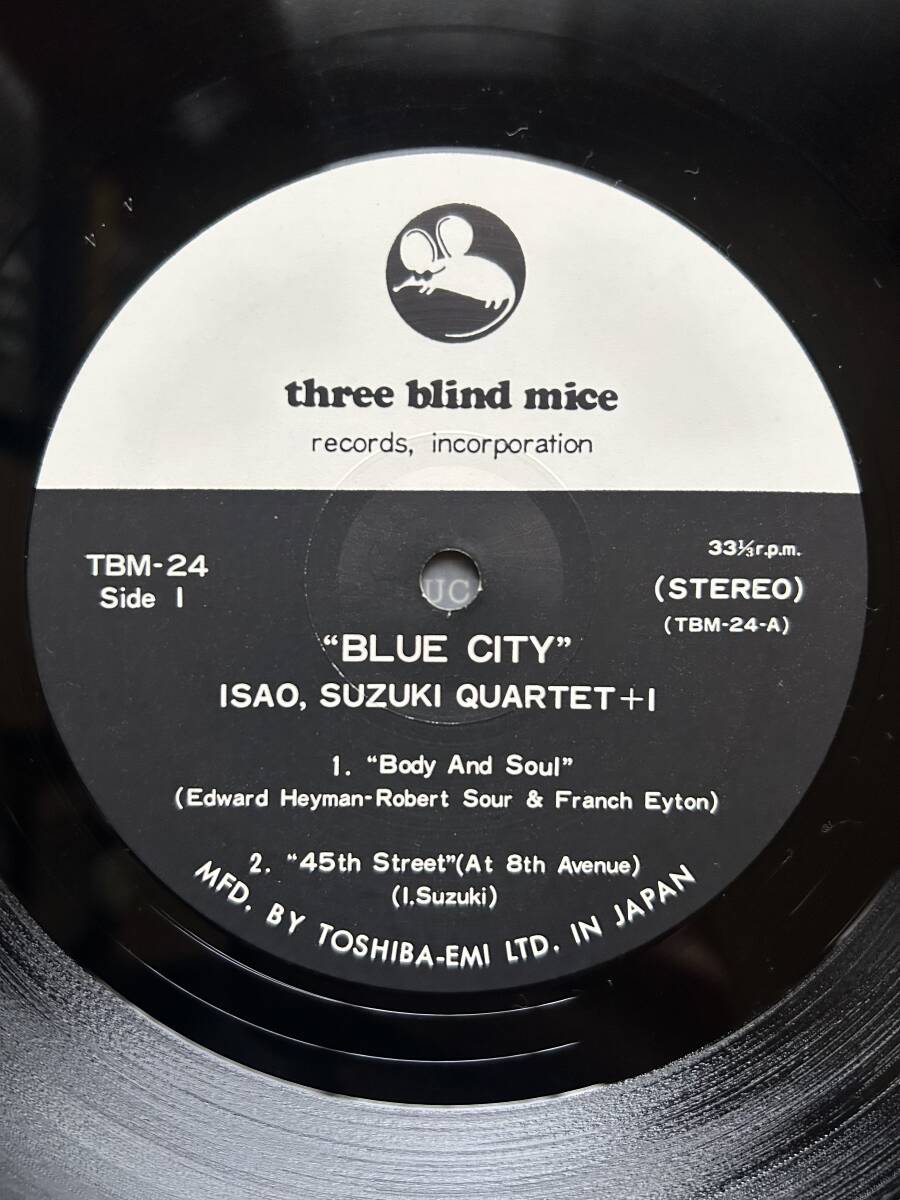 three blind mice
records, incorporation
TBM-24
Side 1
33⅓ r.p.m.
(STEREO)
(TBM-24-A)
UC
"BLUE CITY"
ISAO, SUZUKI QUARTET+1
1. "Body And Soul"
(Edward Heyman-Robert Sour & Franch Eyton)
2. "45th Street"(At 8th Avenue)
(I.Suzuki)
MFD. BY TOSHIBA-EMI LTD. IN JAPAN